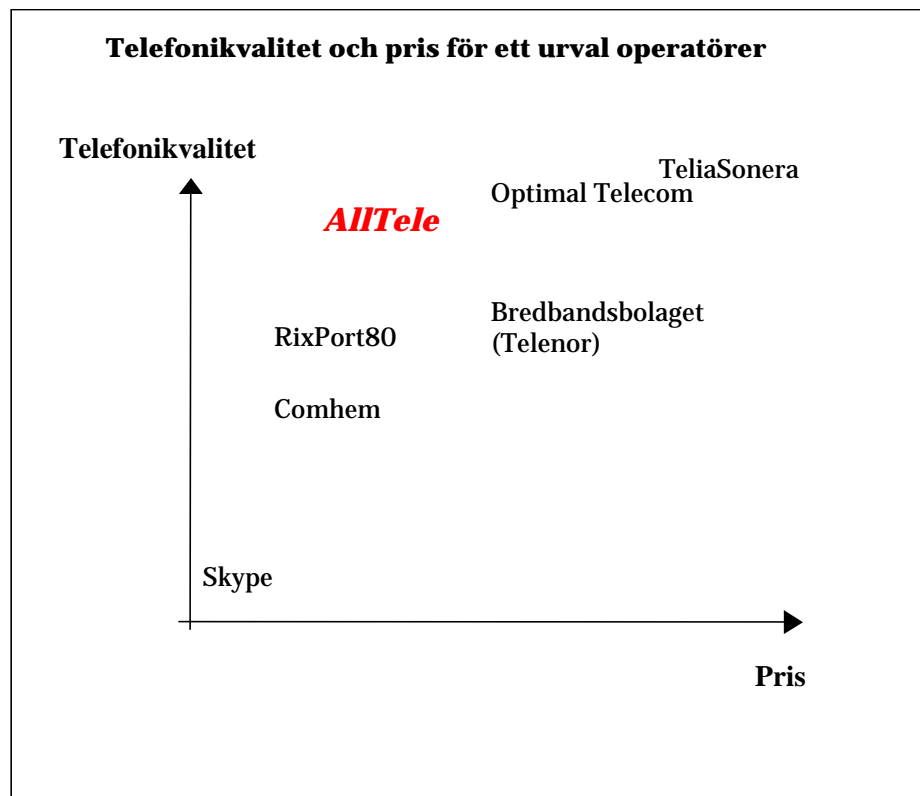 Telefonikvalitet och pris för ett urval operatörer
Telefonikvalitet
TeliaSonera
Optimal Telecom
AllTele
Bredbandsbolaget
(Telenor)
RixPort80
Comhem
Skype
Pris